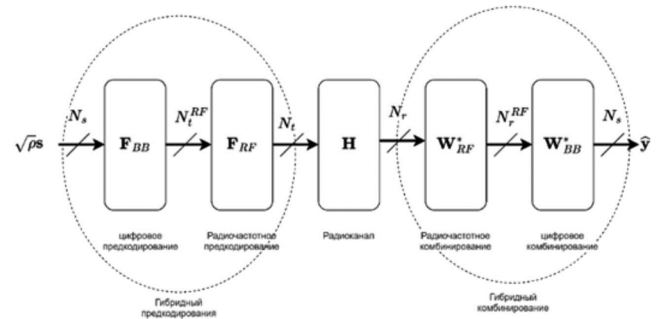 √ρs
N_s
F_BB
N_t^RF
F_RF
N_t
H
N_r
W*_RF
N_r^RF
W*_BB
N_s
ŷ
цифровое
предкодирование
Радиочастотное
предкодирование
Радиоканал
Радиочастотное
комбинирование
цифровое
комбинирование
Гибридный
предкодирования
Гибридный
комбинирование